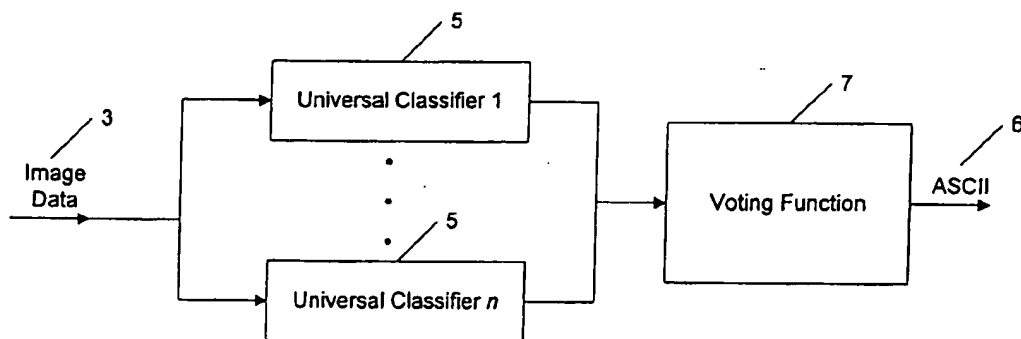 5
Universal Classifier 1
3
Image
Data
7
Voting Function
6
ASCII
5
Universal Classifier n